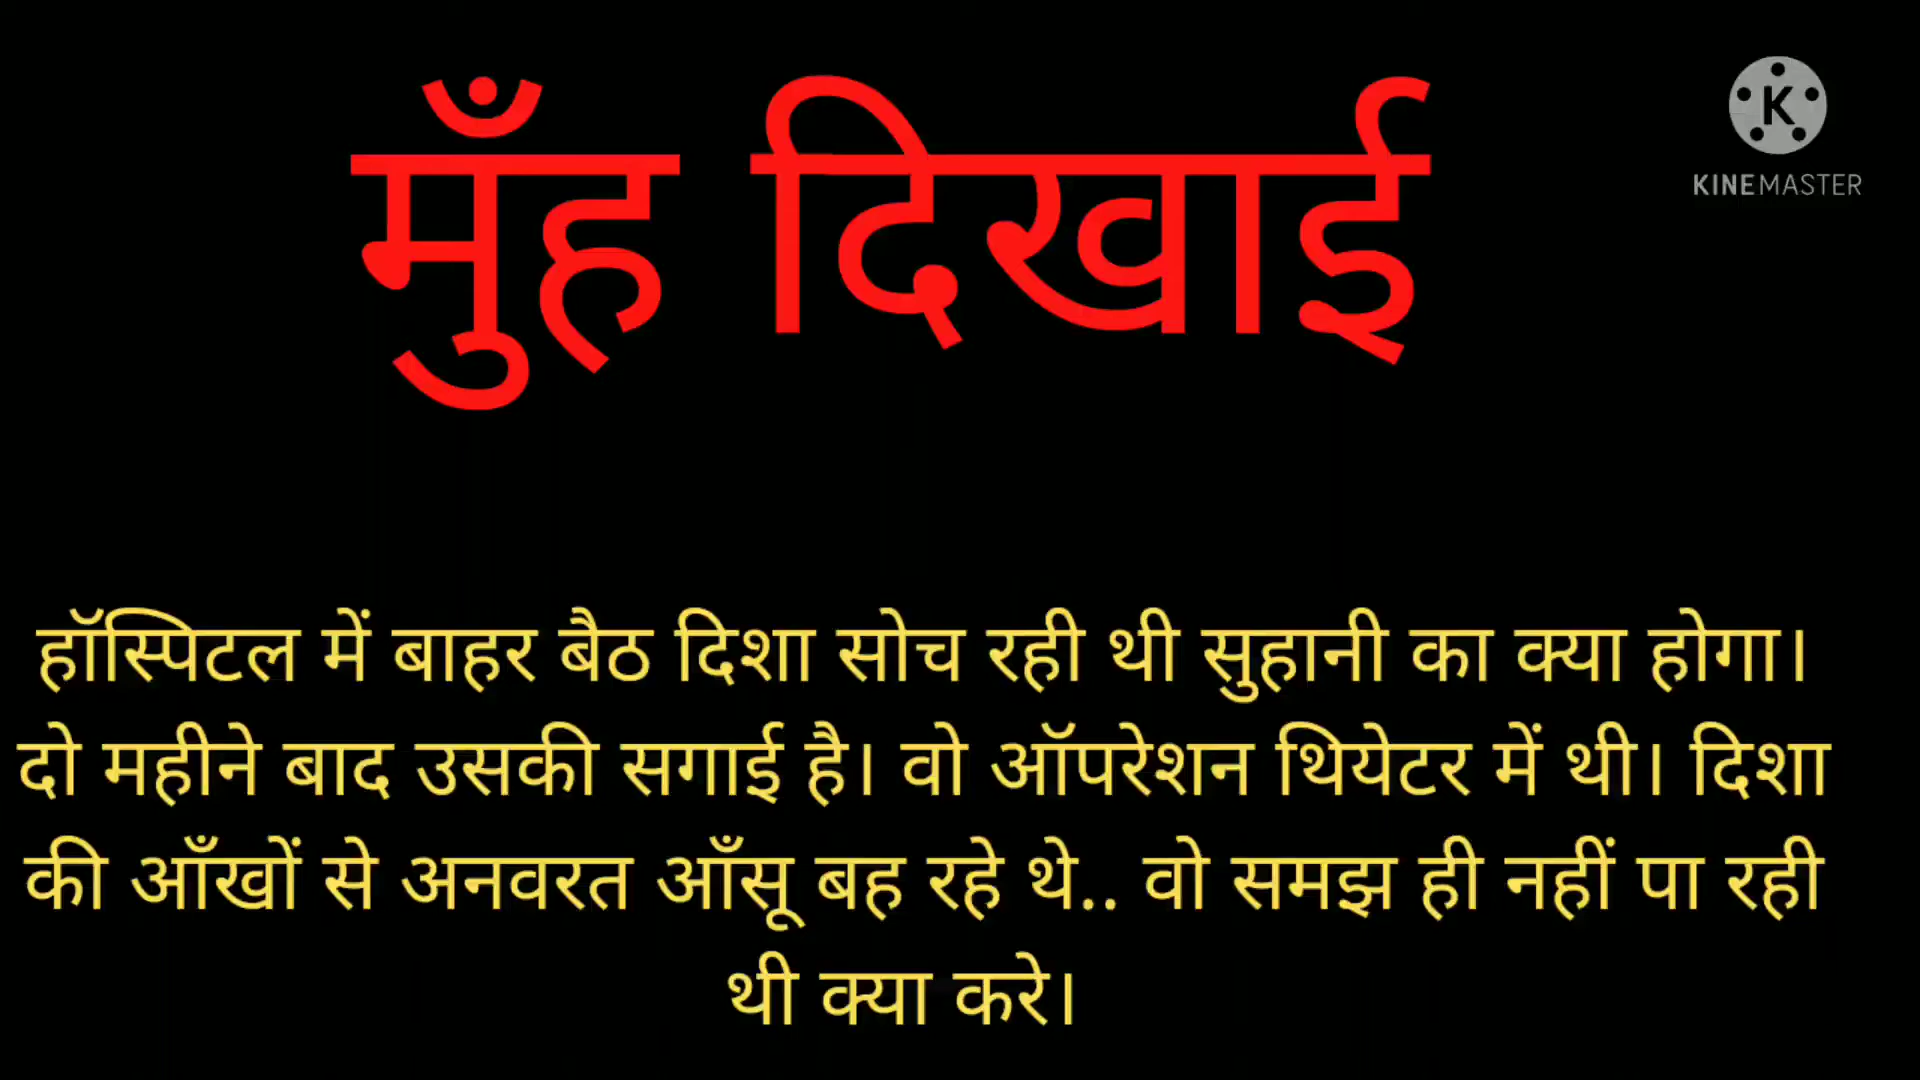 मुँह दिखाई
K
KINEMASTER
हॉस्पिटल में बाहर बैठ दिशा सोच रही थी सुहानी का क्या होगा।
दो महीने बाद उसकी सगाई है। वो ऑपरेशन थियेटर में थी। दिशा
की आँखों से अनवरत आँसू बह रहे थे.. वो समझ ही नहीं पा रही
थी क्या करे।